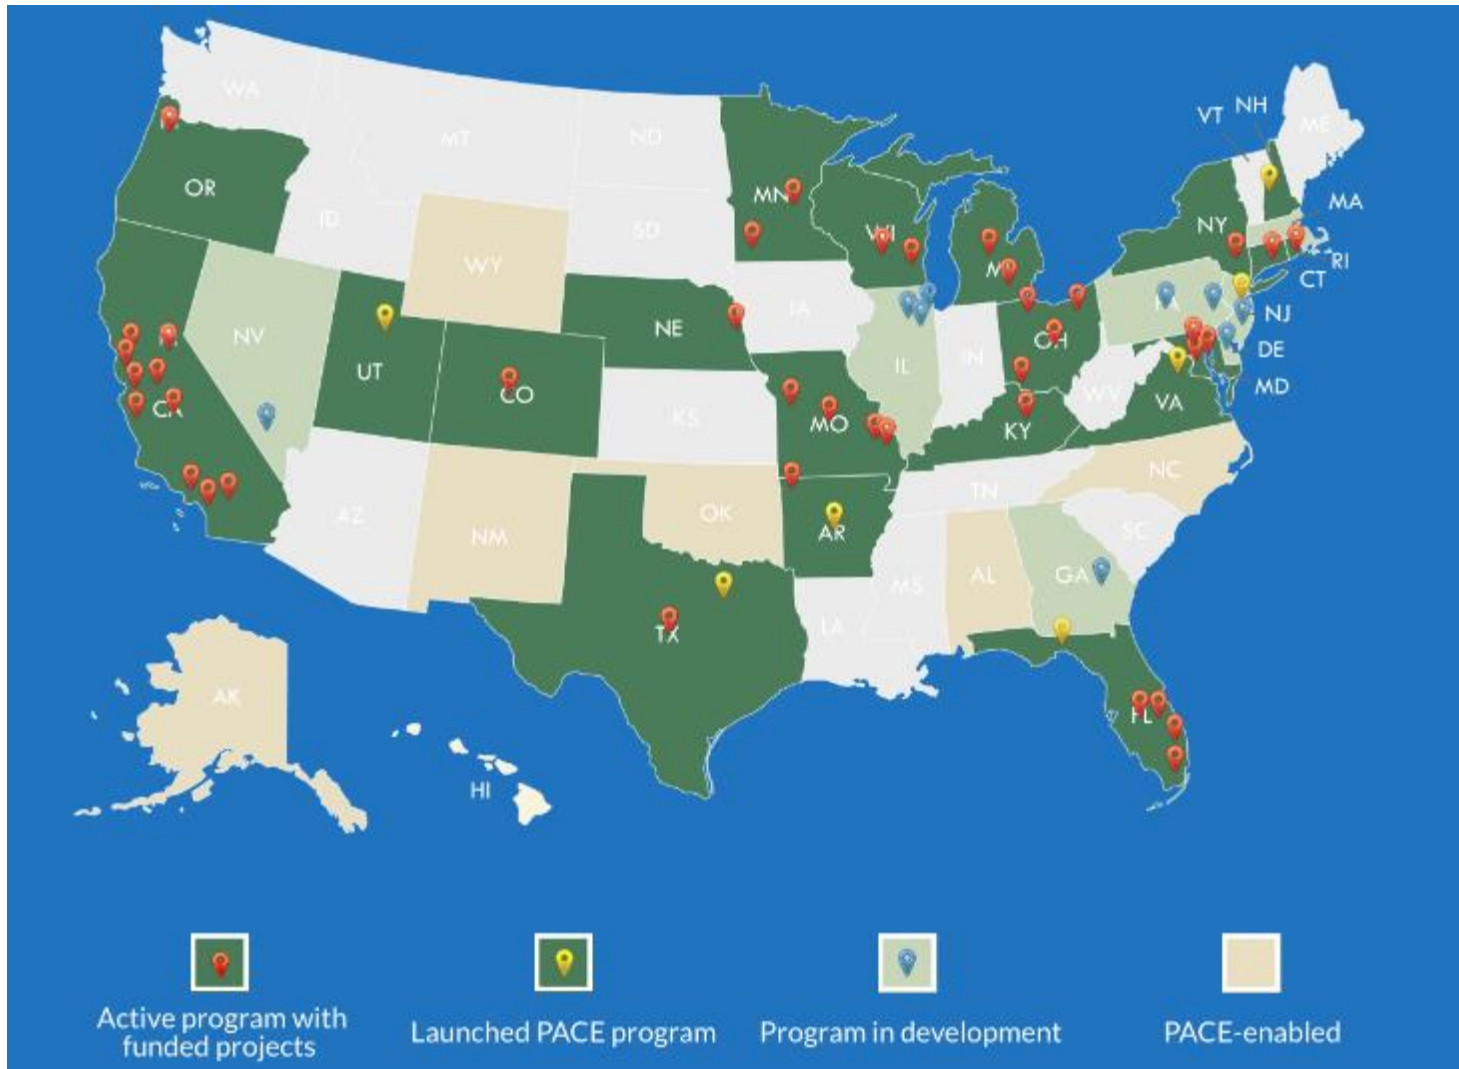 WA
VT
NH
ME
MT
ND
OR
MN
ID
SD
WI
MA
NY
WY
RI
CT
NV
NE
IA
PA
NJ
UT
IL
IN
OH
DE
CO
MD
CA
KS
MO
WV
VA
KY
NC
TN
AZ
OK
NM
AR
SC
MS
AL
GA
TX
LA
AK
FL
HI
Active program with
funded projects
Launched PACE program
Program in development
PACE-enabled